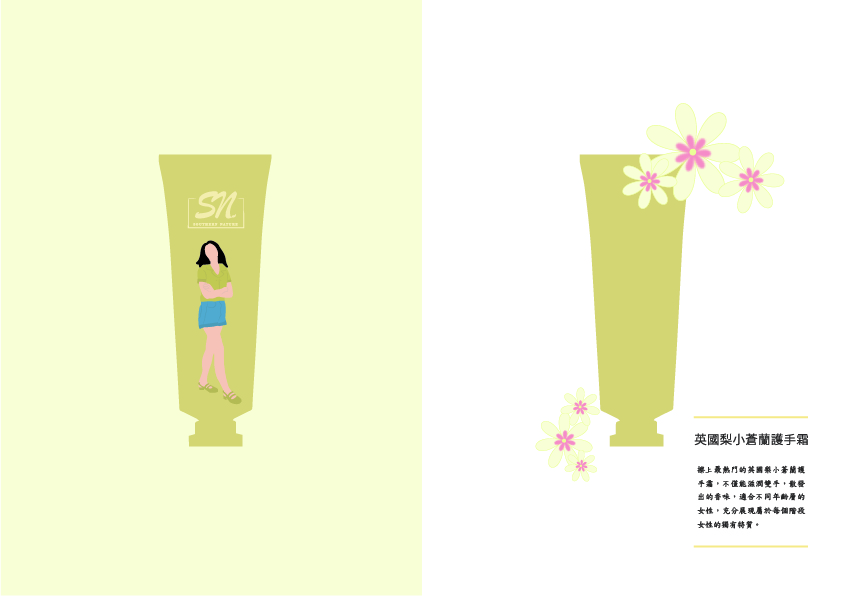 SN
SOUTHERN NATURE
英國梨小蒼蘭護手霜
擦上最熱門的英國梨小蒼蘭護
手霜，不僅能滋潤雙手，散發
出的香味，適合不同年齡層的
女性，充分展現屬於每個階段
女性的獨有特質。